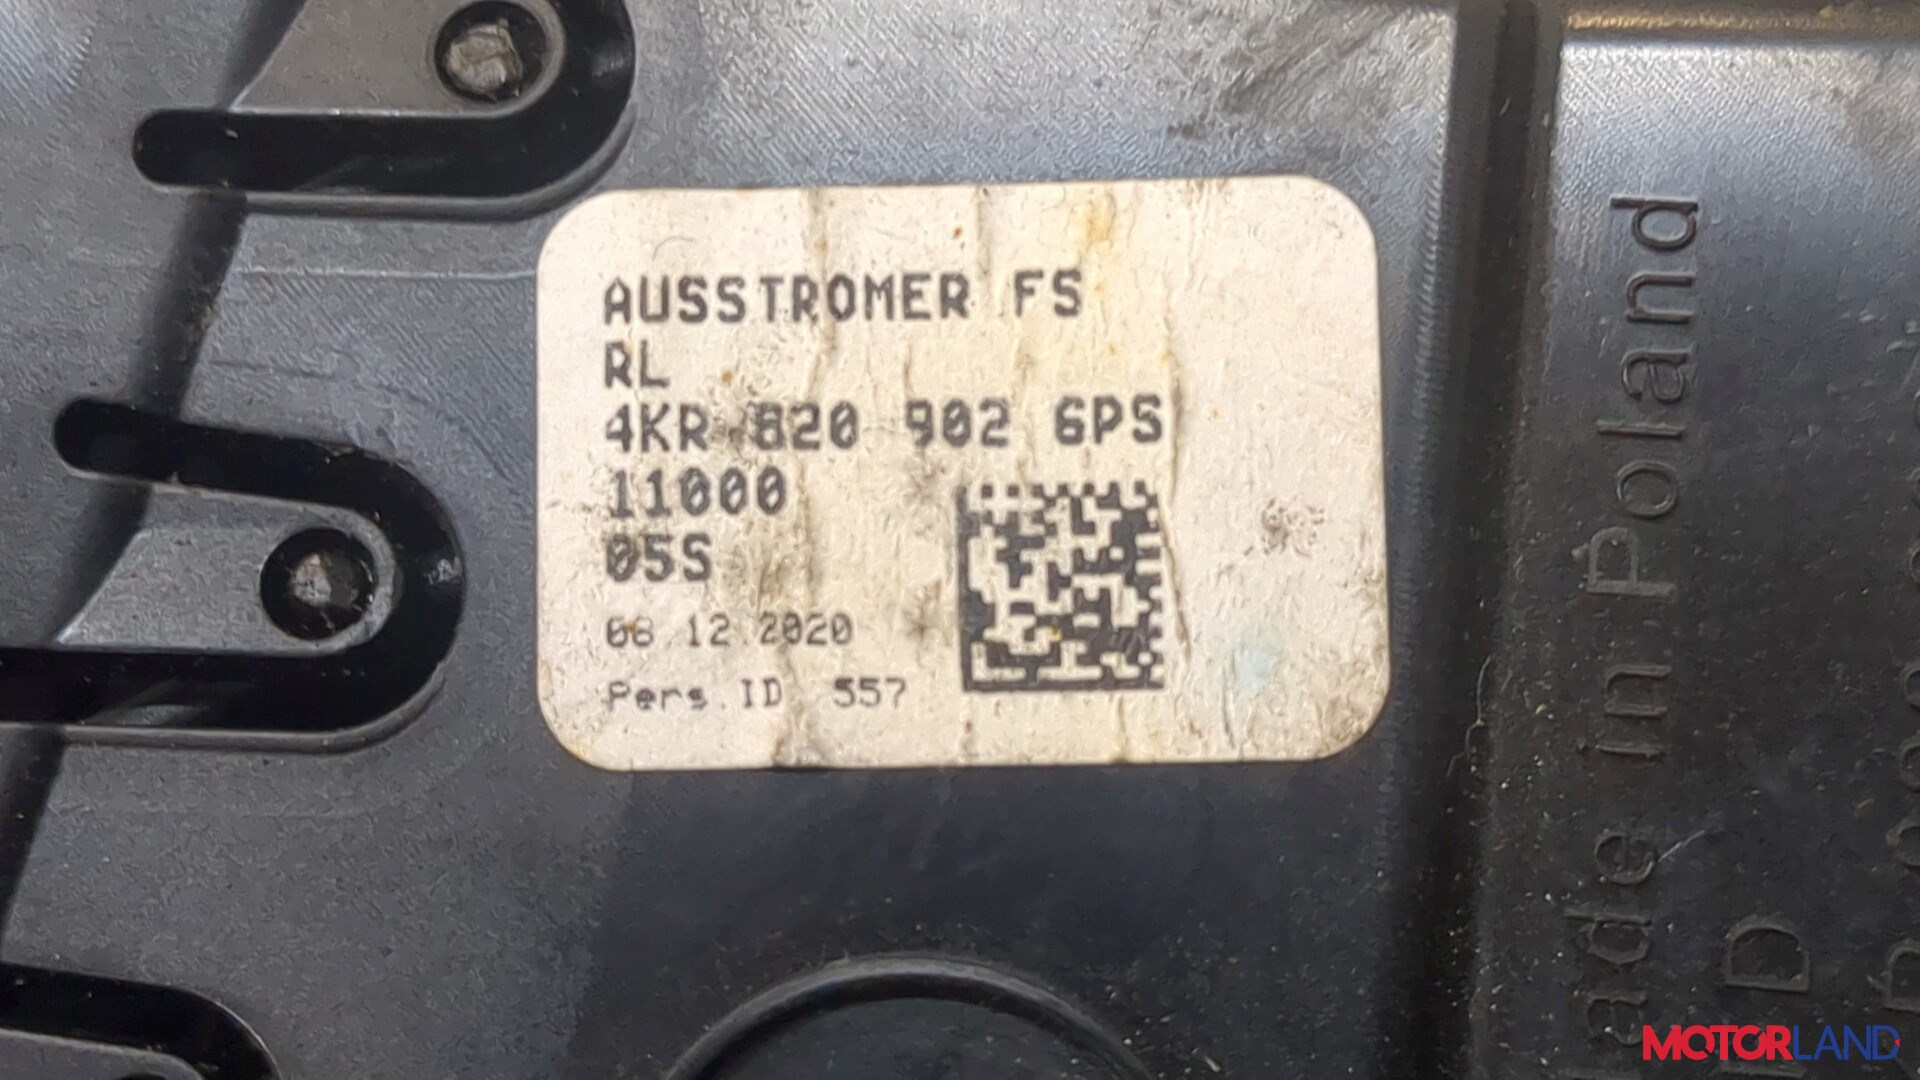 AUSSTROMER FS
RL
4KR 820 902 6PS
11000
05S
08.12.2020
Pers.ID 557
Made in Poland
MOTORLAND